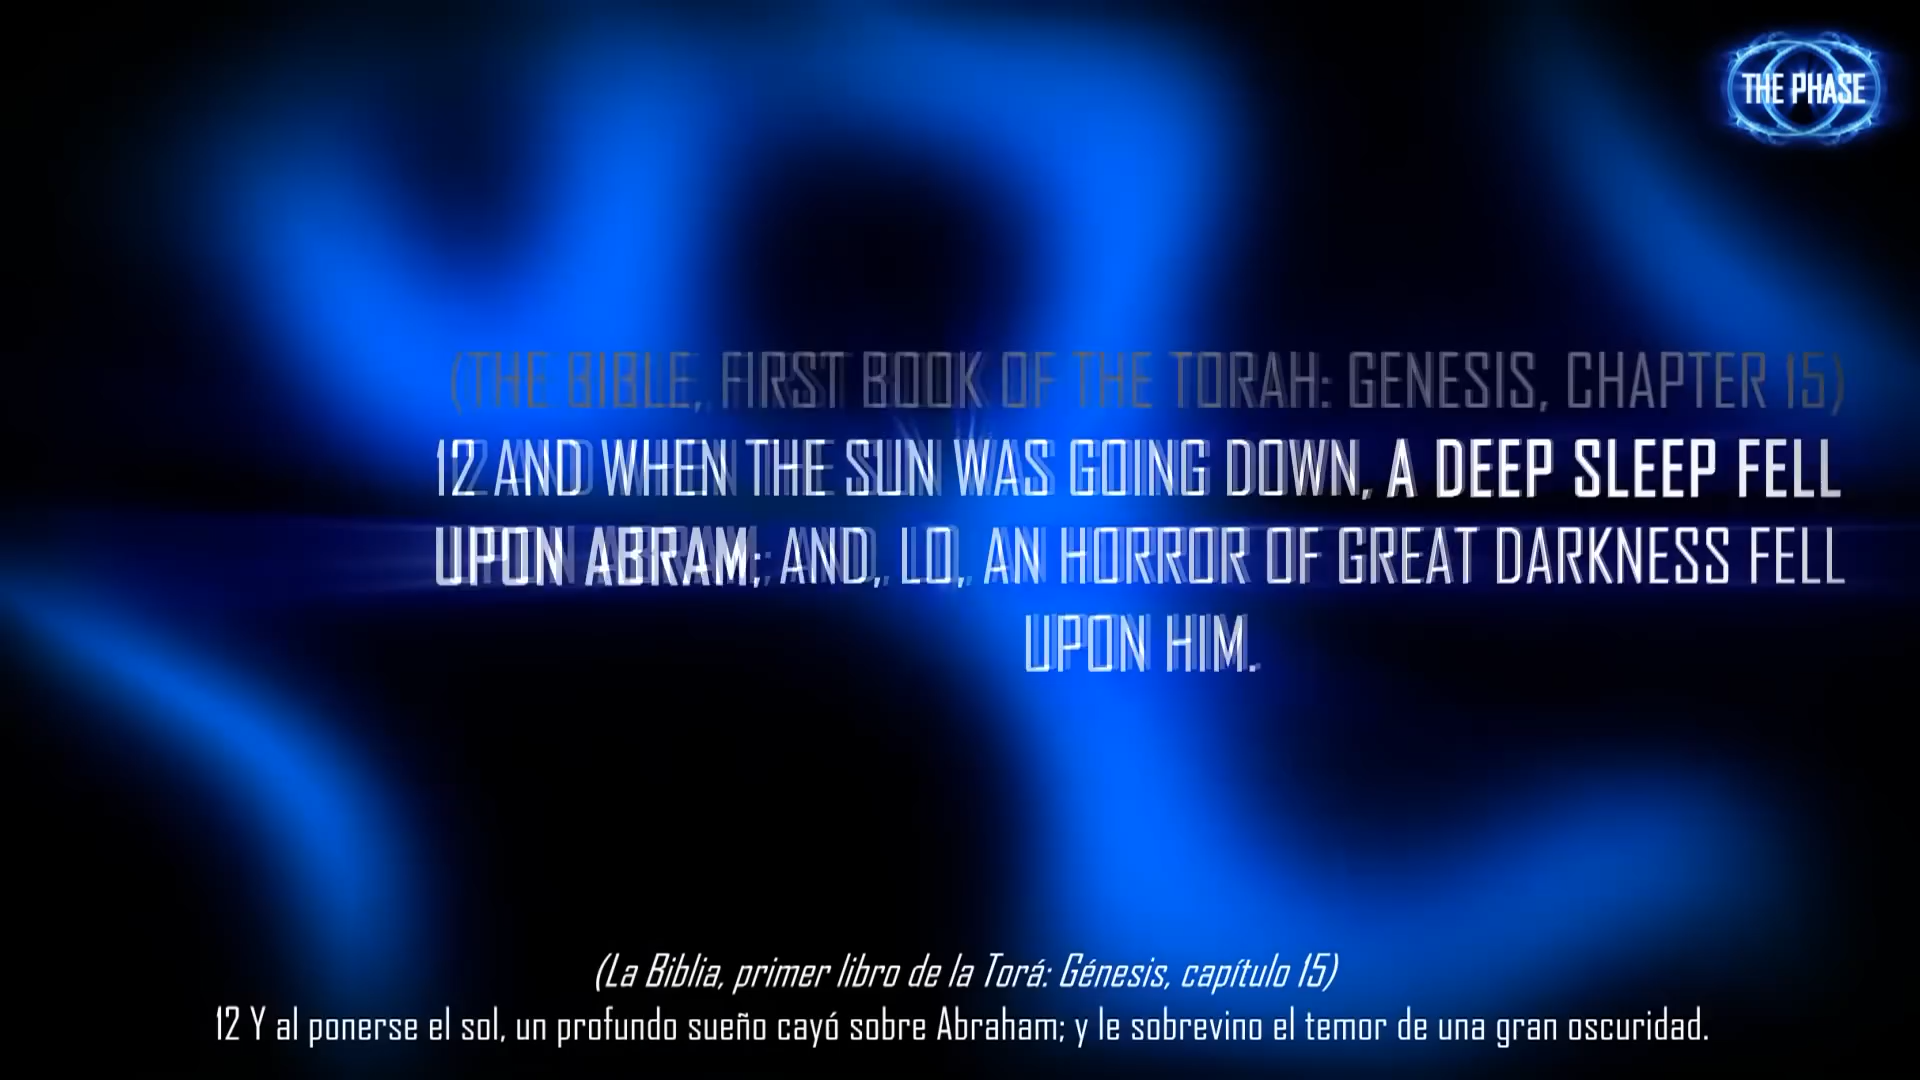 THE PHASE
(THE BIBLE, FIRST BOOK OF THE TORAH: GENESIS, CHAPTER 15)
12 AND WHEN THE SUN WAS GOING DOWN, A DEEP SLEEP FELL
UPON ABRAM; AND, LO, AN HORROR OF GREAT DARKNESS FELL
UPON HIM.
(La Biblia, primer libro de la Torá: Génesis, capítulo 15)
12 Y al ponerse el sol, un profundo sueño cayó sobre Abraham; y le sobrevino el temor de una gran oscuridad.